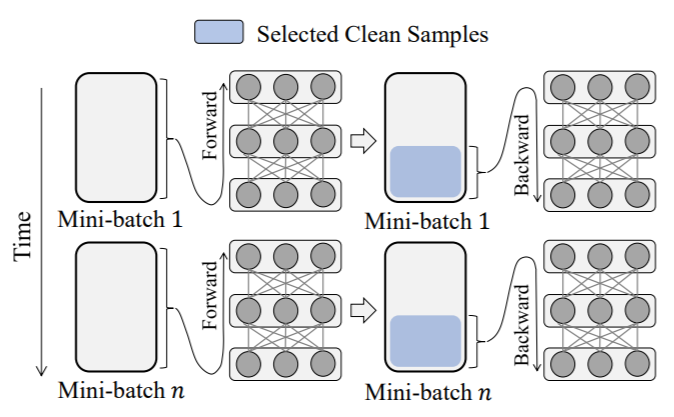 Selected Clean Samples
Time
Forward
Backward
Mini-batch 1
Mini-batch 1
Forward
Backward
Mini-batch n
Mini-batch n